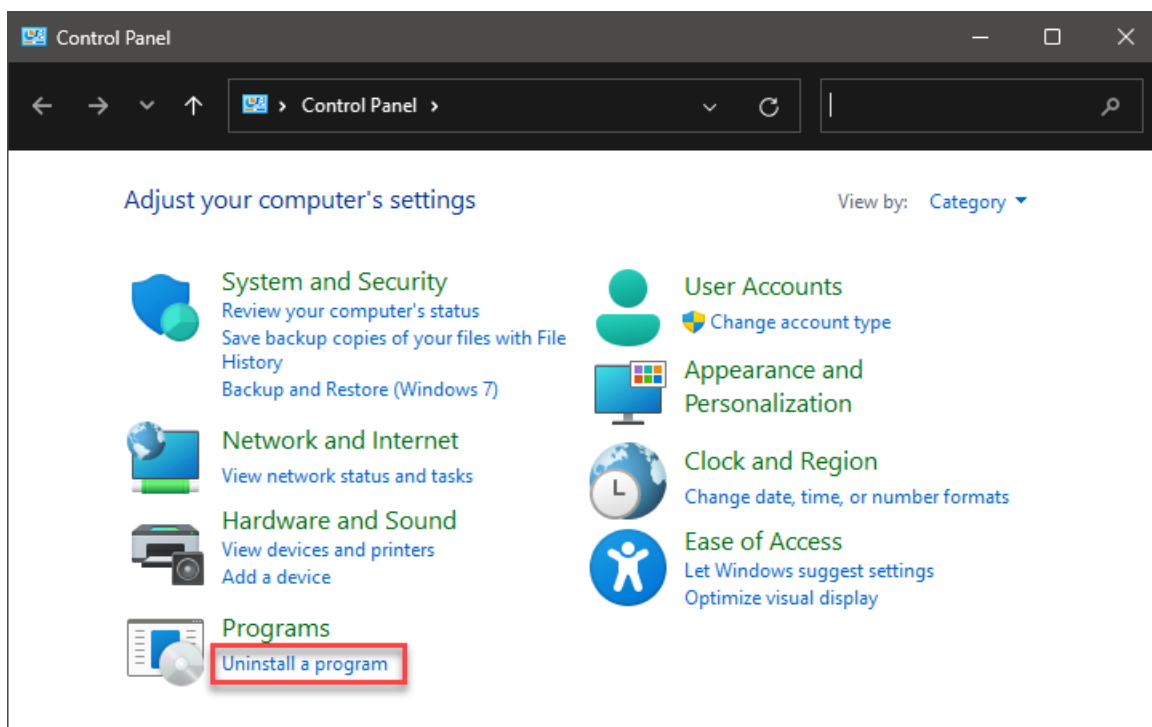 Control Panel
Control Panel
Adjust your computer's settings
View by: Category
System and Security
Review your computer's status
Save backup copies of your files with File
History
Backup and Restore (Windows 7)
Network and Internet
View network status and tasks
Hardware and Sound
View devices and printers
Add a device
Programs
Uninstall a program
User Accounts
Change account type
Appearance and
Personalization
Clock and Region
Change date, time, or number formats
Ease of Access
Let Windows suggest settings
Optimize visual display